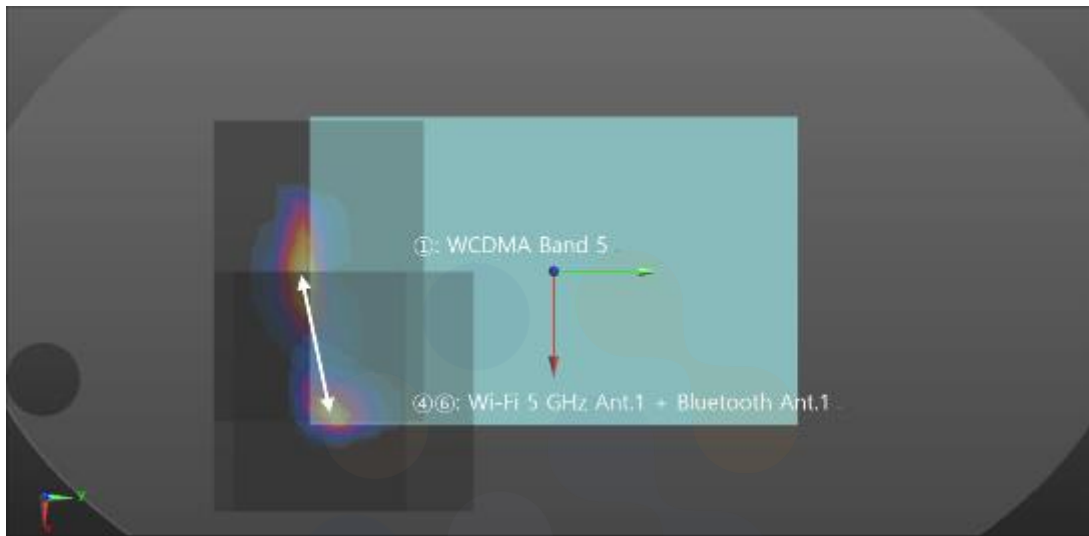 ①: WCDMA Band 5
④⑥: Wi-Fi 5 GHz Ant.1 + Bluetooth Ant.1
y
x